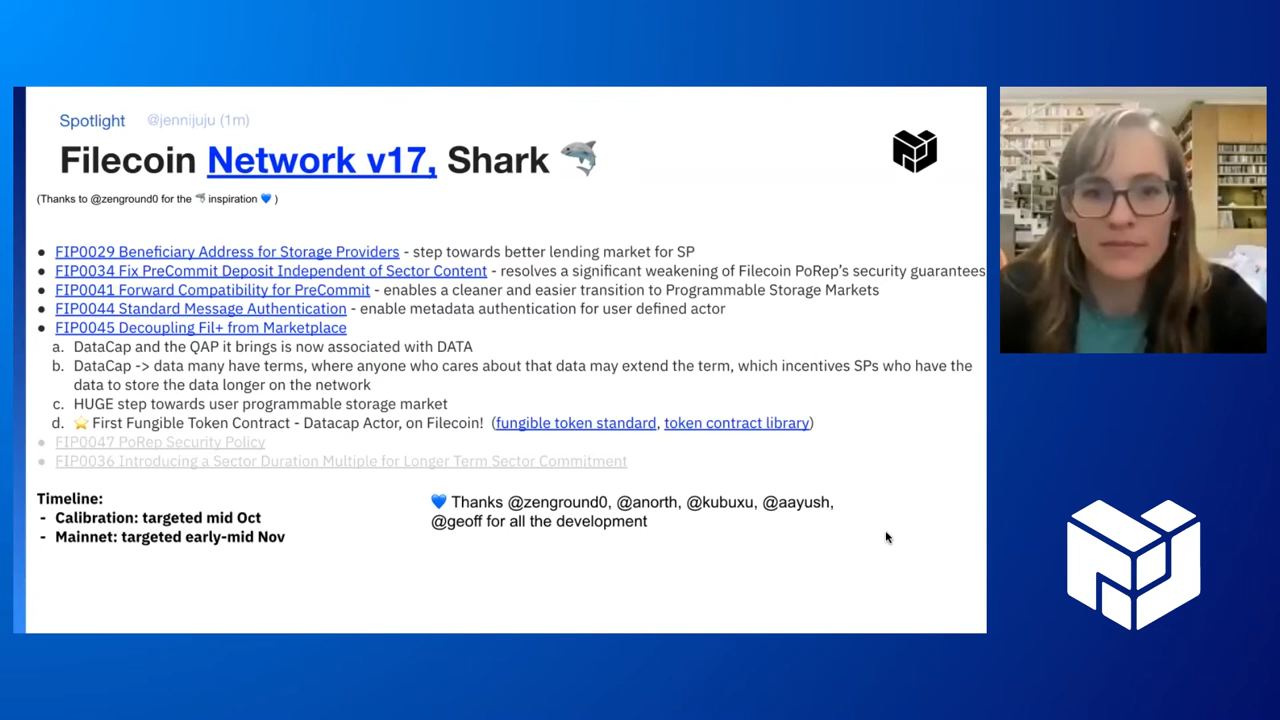 Spotlight @jennijuju (1m)
Filecoin Network v17, Shark
(Thanks to @zenground0 for the 🦈 inspiration 💙 )
● FIP0029 Beneficiary Address for Storage Providers - step towards better lending market for SP
● FIP0034 Fix PreCommit Deposit Independent of Sector Content - resolves a significant weakening of Filecoin PoRep's security guarantees
● FIP0041 Forward Compatibility for PreCommit - enables a cleaner and easier transition to Programmable Storage Markets
● FIP0044 Standard Message Authentication - enable metadata authentication for user defined actor
● FIP0045 Decoupling Fil+ from Marketplace
a. DataCap and the QAP it brings is now associated with DATA
b. DataCap -> data many have terms, where anyone who cares about that data may extend the term, which incentives SPs who have the
data to store the data longer on the network
c. HUGE step towards user programmable storage market
d. ⭐ First Fungible Token Contract - Datacap Actor, on Filecoin! (fungible token standard, token contract library)
● FIP0047 PoRep Security Policy
● FIP0036 Introducing a Sector Duration Multiple for Longer Term Sector Commitment
Timeline:
- Calibration: targeted mid Oct
- Mainnet: targeted early-mid Nov
💙 Thanks @zenground0, @anorth, @kubuxu, @aayush,
@geoff for all the development